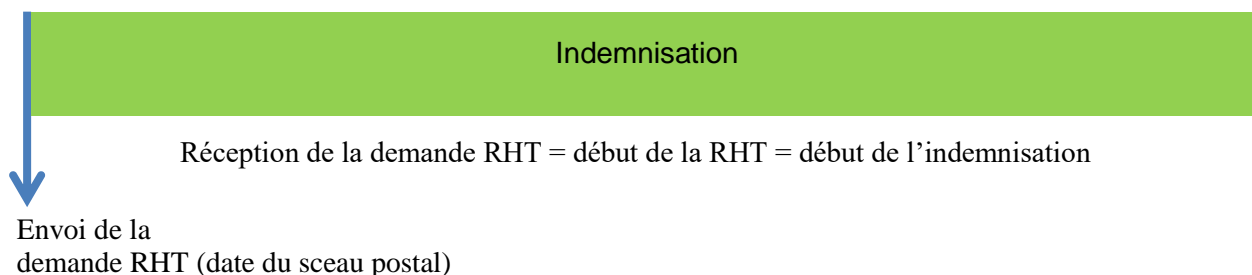 Indemnisation
Réception de la demande RHT = début de la RHT = début de l’indemnisation
Envoi de la
demande RHT (date du sceau postal)